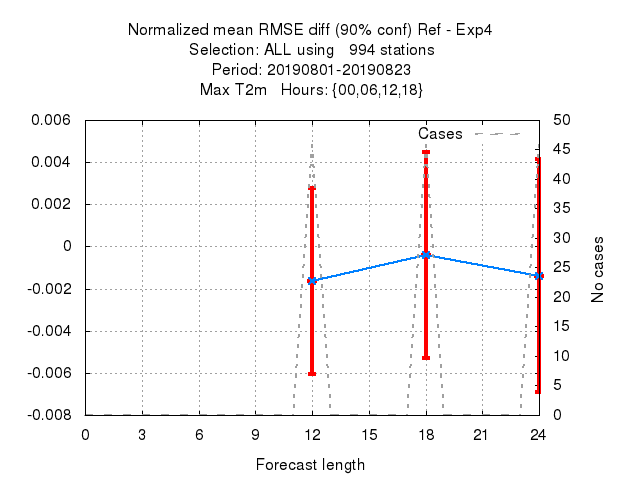 Normalized mean RMSE diff (90% conf) Ref - Exp4
Selection: ALL using   994 stations
Period: 20190801-20190823
Max T2m   Hours: {00,06,12,18}
Cases
0.006
0.004
0.002
0
-0.002
-0.004
-0.006
-0.008
50
45
40
35
30
25
20
15
10
5
0
No cases
0 3 6 9 12 15 18 21 24
Forecast length